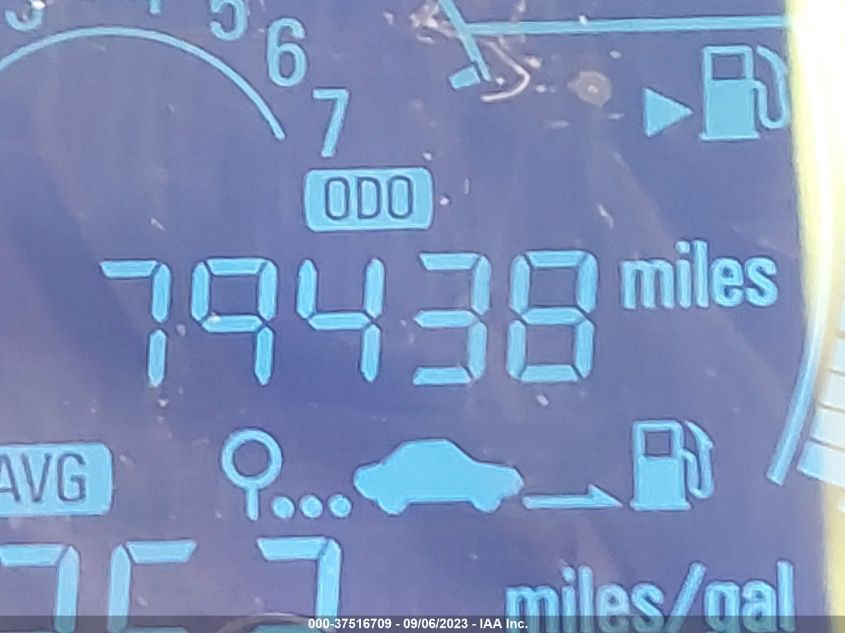 5
6
7
ODO
79438 miles
AVG
miles/gal
000-37516709 - 09/06/2023 - IAA Inc.